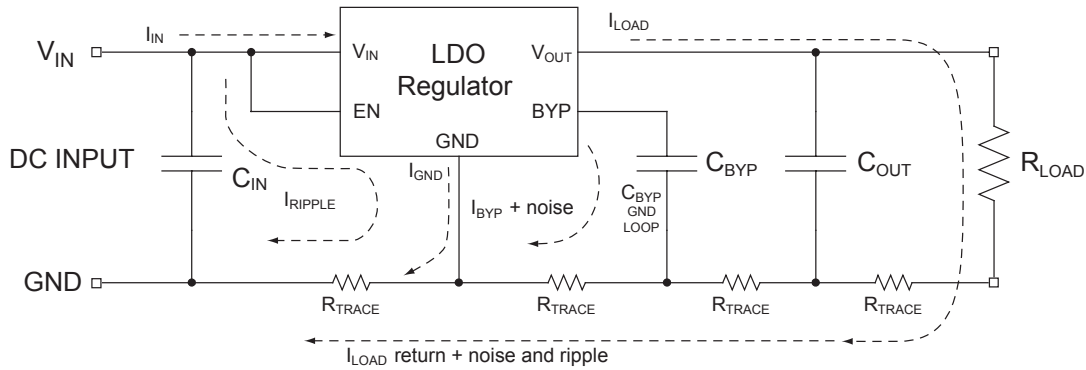 I_IN
I_LOAD
V_IN
V_IN
LDO
Regulator
V_OUT
EN
BYP
GND
DC INPUT
C_IN
I_RIPPLE
I_GND
I_BYP + noise
C_BYP
GND
LOOP
C_BYP
C_OUT
R_LOAD
GND
R_TRACE
R_TRACE
R_TRACE
R_TRACE
I_LOAD return + noise and ripple